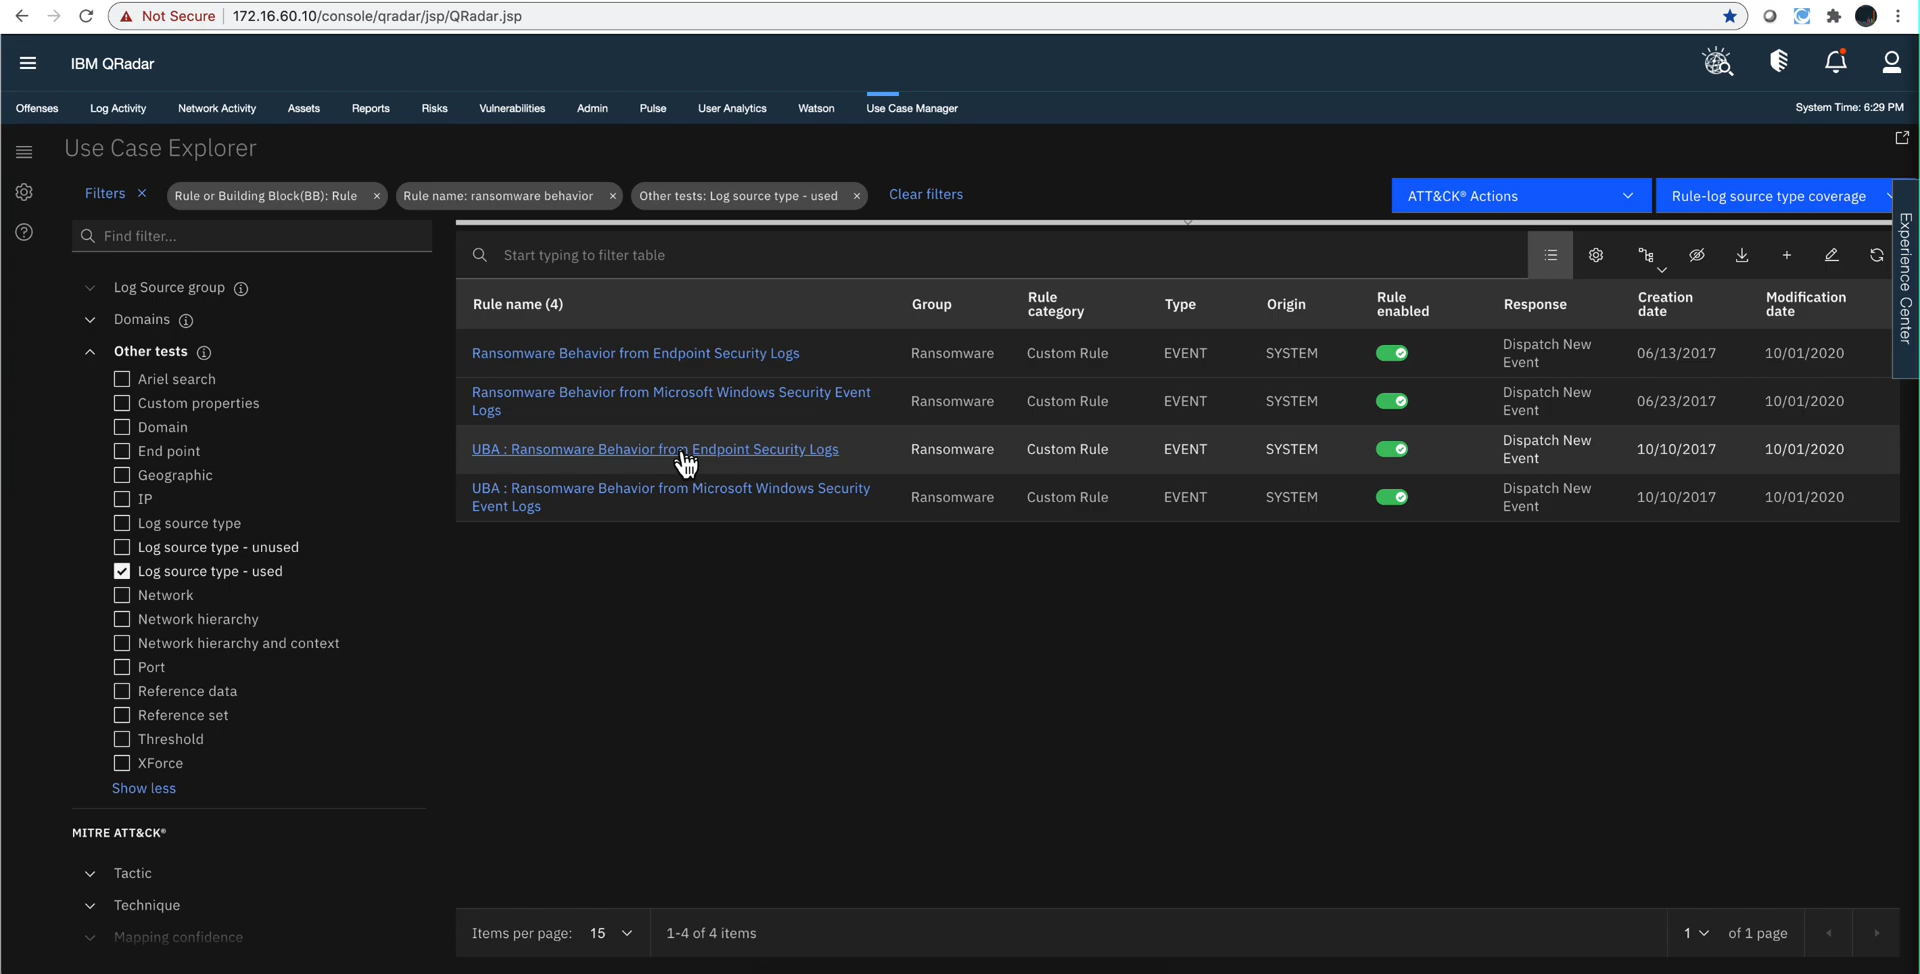 Not Secure 172.16.60.10/console/qradar/jsp/QRadar.jsp
IBM QRadar
Offenses Log Activity Network Activity Assets Reports Risks Vulnerabilities Admin Pulse User Analytics Watson Use Case Manager System Time: 6:29 PM
Use Case Explorer
Filters × Rule or Building Block(BB): Rule × Rule name: ransomware behavior × Other tests: Log source type - used × Clear filters ATT&CK® Actions Rule-log source type coverage
Experience Center
Find filter...
Start typing to filter table
Log Source group
Domains
Other tests
Ariel search
Custom properties
Domain
End point
Geographic
IP
Log source type
Log source type - unused
Log source type - used
Network
Network hierarchy
Network hierarchy and context
Port
Reference data
Reference set
Threshold
XForce
Show less
MITRE ATT&CK®
Tactic
Technique
Mapping confidence
Rule name (4) Group Rule category Type Origin Rule enabled Response Creation date Modification date
Ransomware Behavior from Endpoint Security Logs Ransomware Custom Rule EVENT SYSTEM Dispatch New Event 06/13/2017 10/01/2020
Ransomware Behavior from Microsoft Windows Security Event Logs Ransomware Custom Rule EVENT SYSTEM Dispatch New Event 06/23/2017 10/01/2020
UBA : Ransomware Behavior from Endpoint Security Logs Ransomware Custom Rule EVENT SYSTEM Dispatch New Event 10/10/2017 10/01/2020
UBA : Ransomware Behavior from Microsoft Windows Security Event Logs Ransomware Custom Rule EVENT SYSTEM Dispatch New Event 10/10/2017 10/01/2020
Items per page: 15 1-4 of 4 items 1 of 1 page